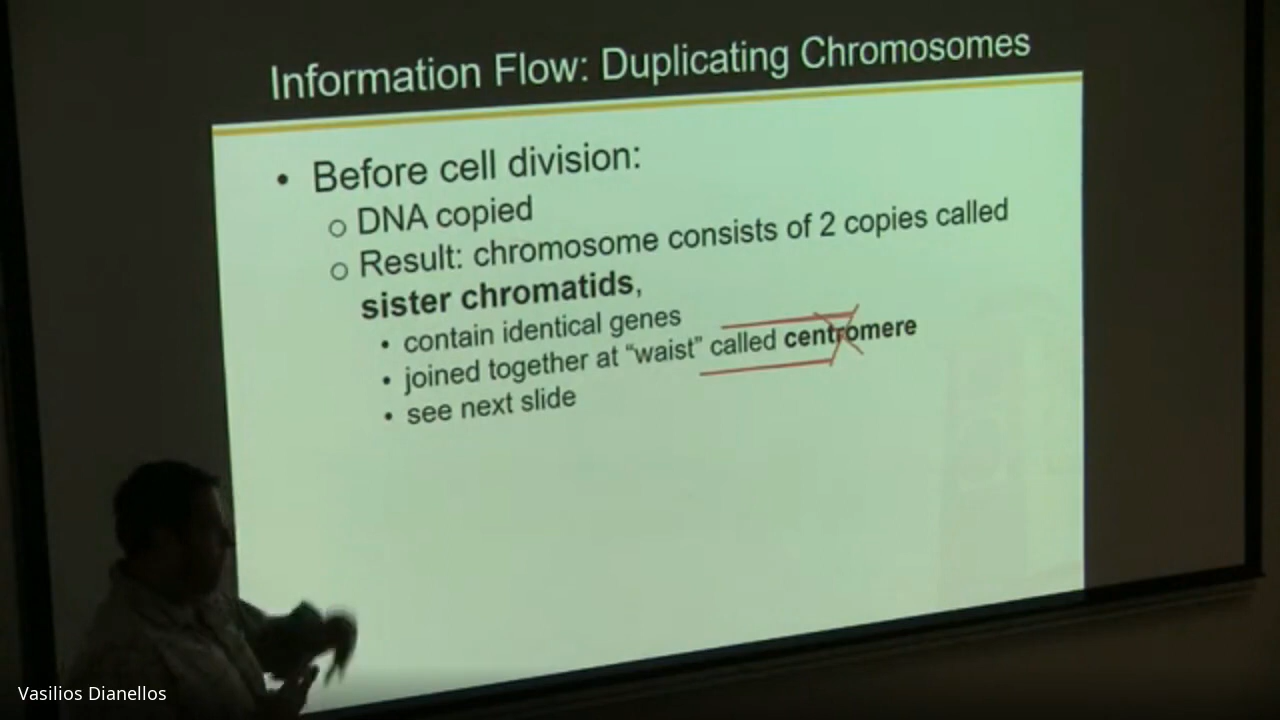 Information Flow: Duplicating Chromosomes
• Before cell division:
o DNA copied
o Result: chromosome consists of 2 copies called
sister chromatids,
• contain identical genes
• joined together at “waist” called centromere
• see next slide
Vasilios Dianellos